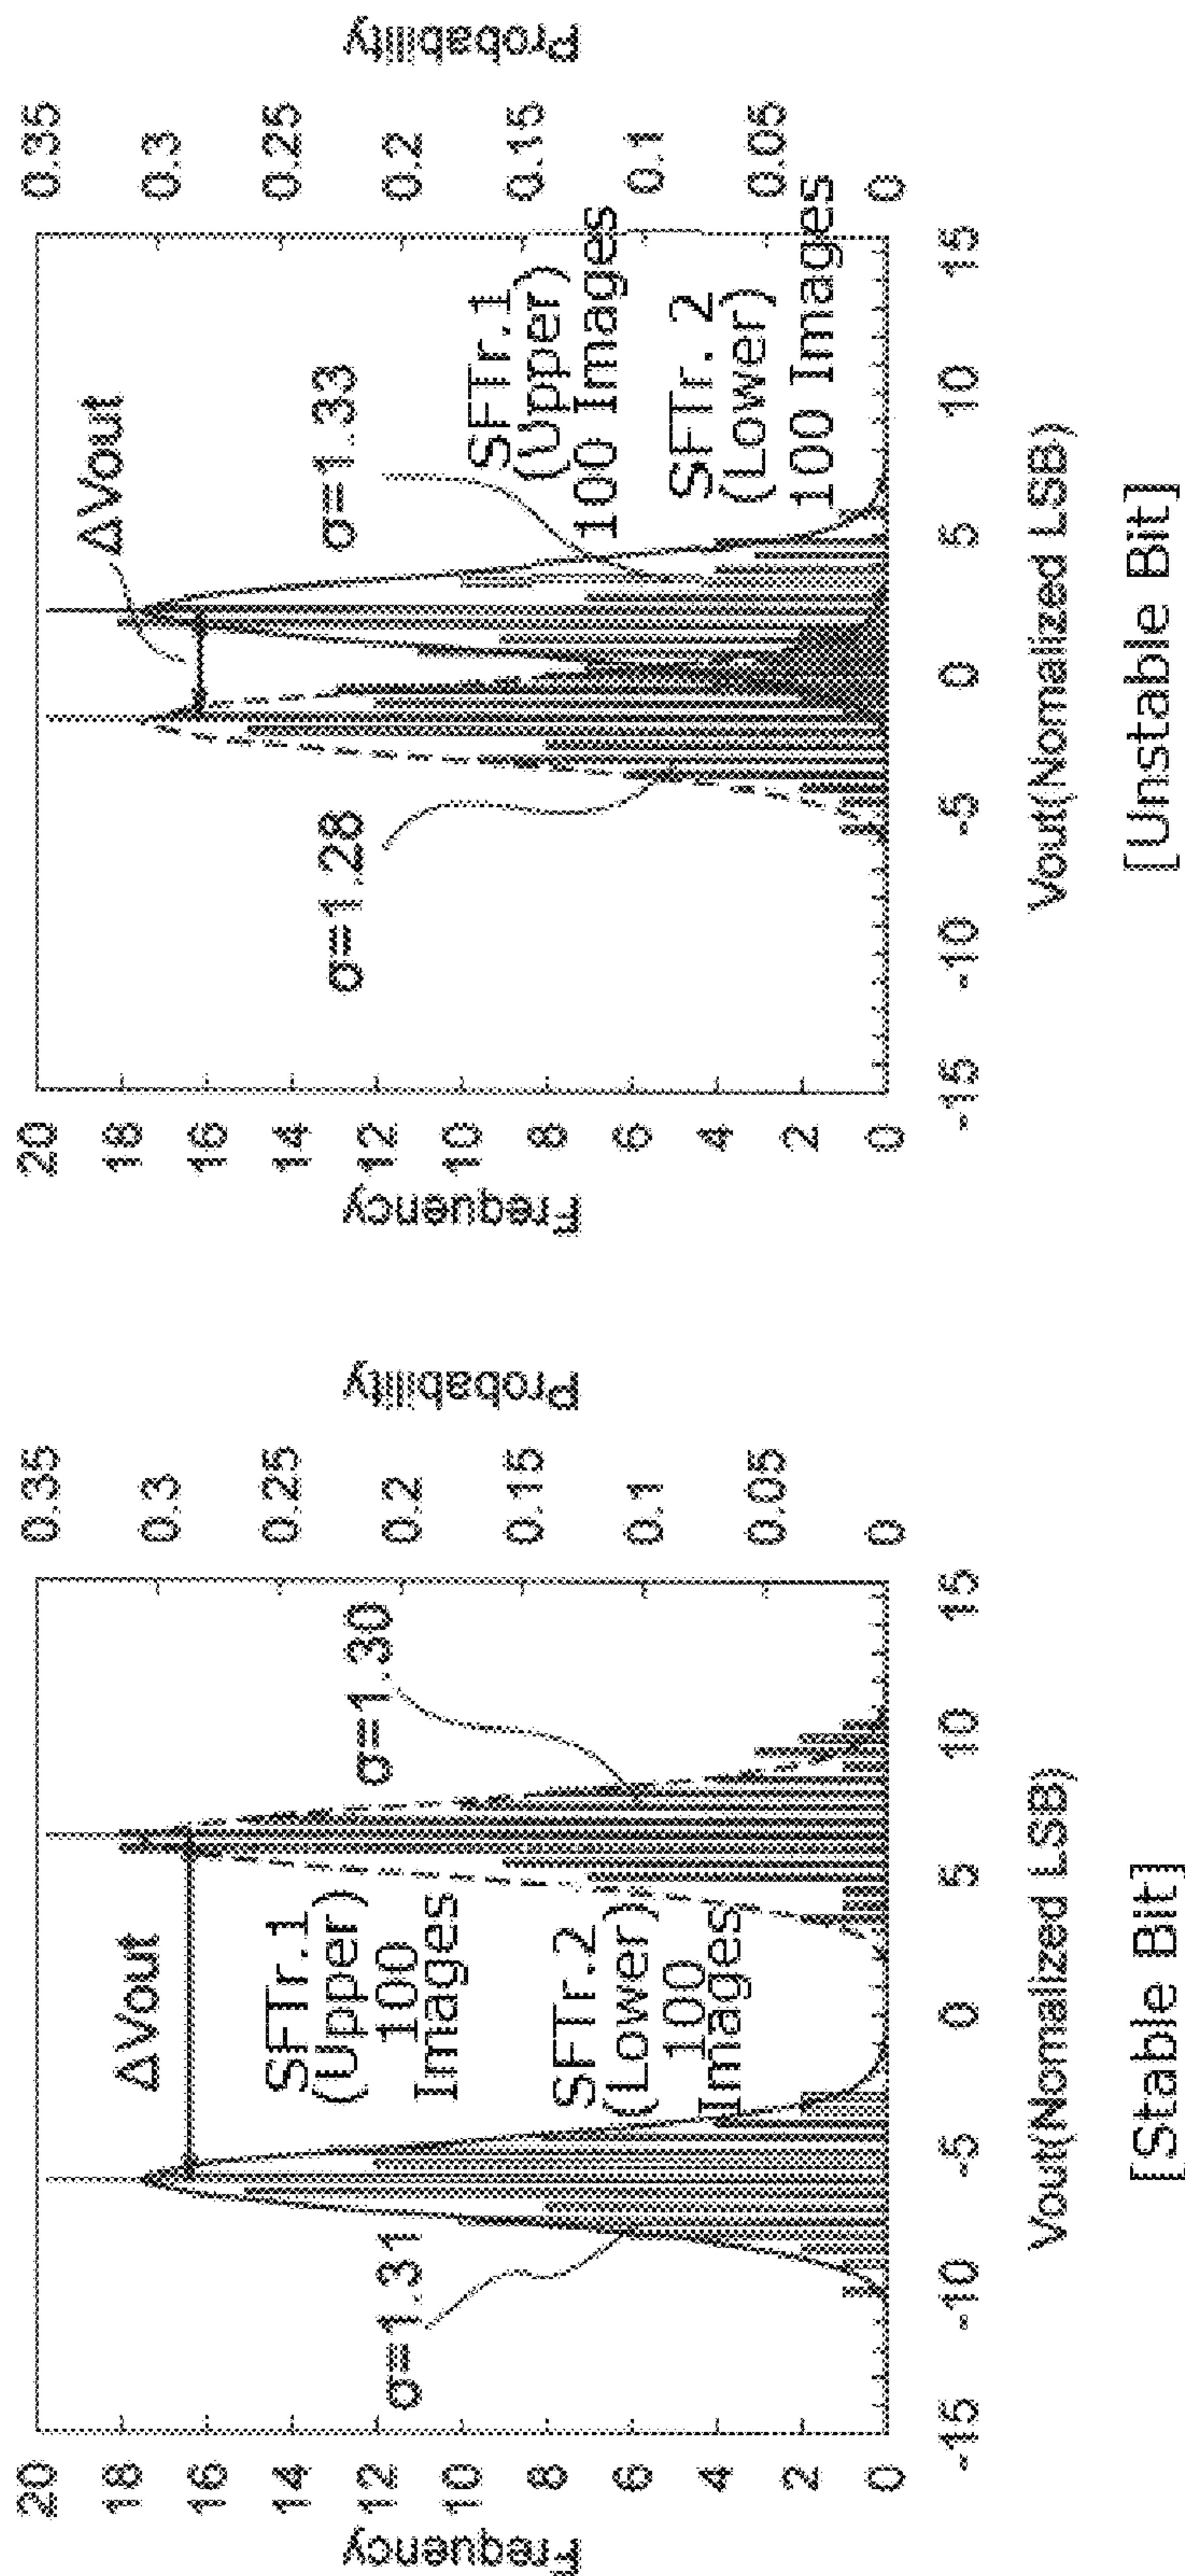 Frequency
20
18
16
14
12
10
8
6
4
2
0
-15
-10
-5
0
5
10
15
0.35
0.3
0.25
0.2
0.15
0.1
0.05
0
Probability
ΔVout
σ=1.31
σ=1.30
SFTr.1
(Upper)
100
Images
SFTr.2
(Lower)
100
Images
Vout(Nomalized LSB)
[Stable Bit]
Frequency
20
18
16
14
12
10
8
6
4
2
0
-15
-10
-5
0
5
10
15
0.35
0.3
0.25
0.2
0.15
0.1
0.05
0
Probability
ΔVout
σ=1.28
σ=1.33
SFTr.1
(Upper)
100 Images
SFTr. 2
(Lower)
100 Images
Vout(Normalized LSB)
[Unstable Bit]